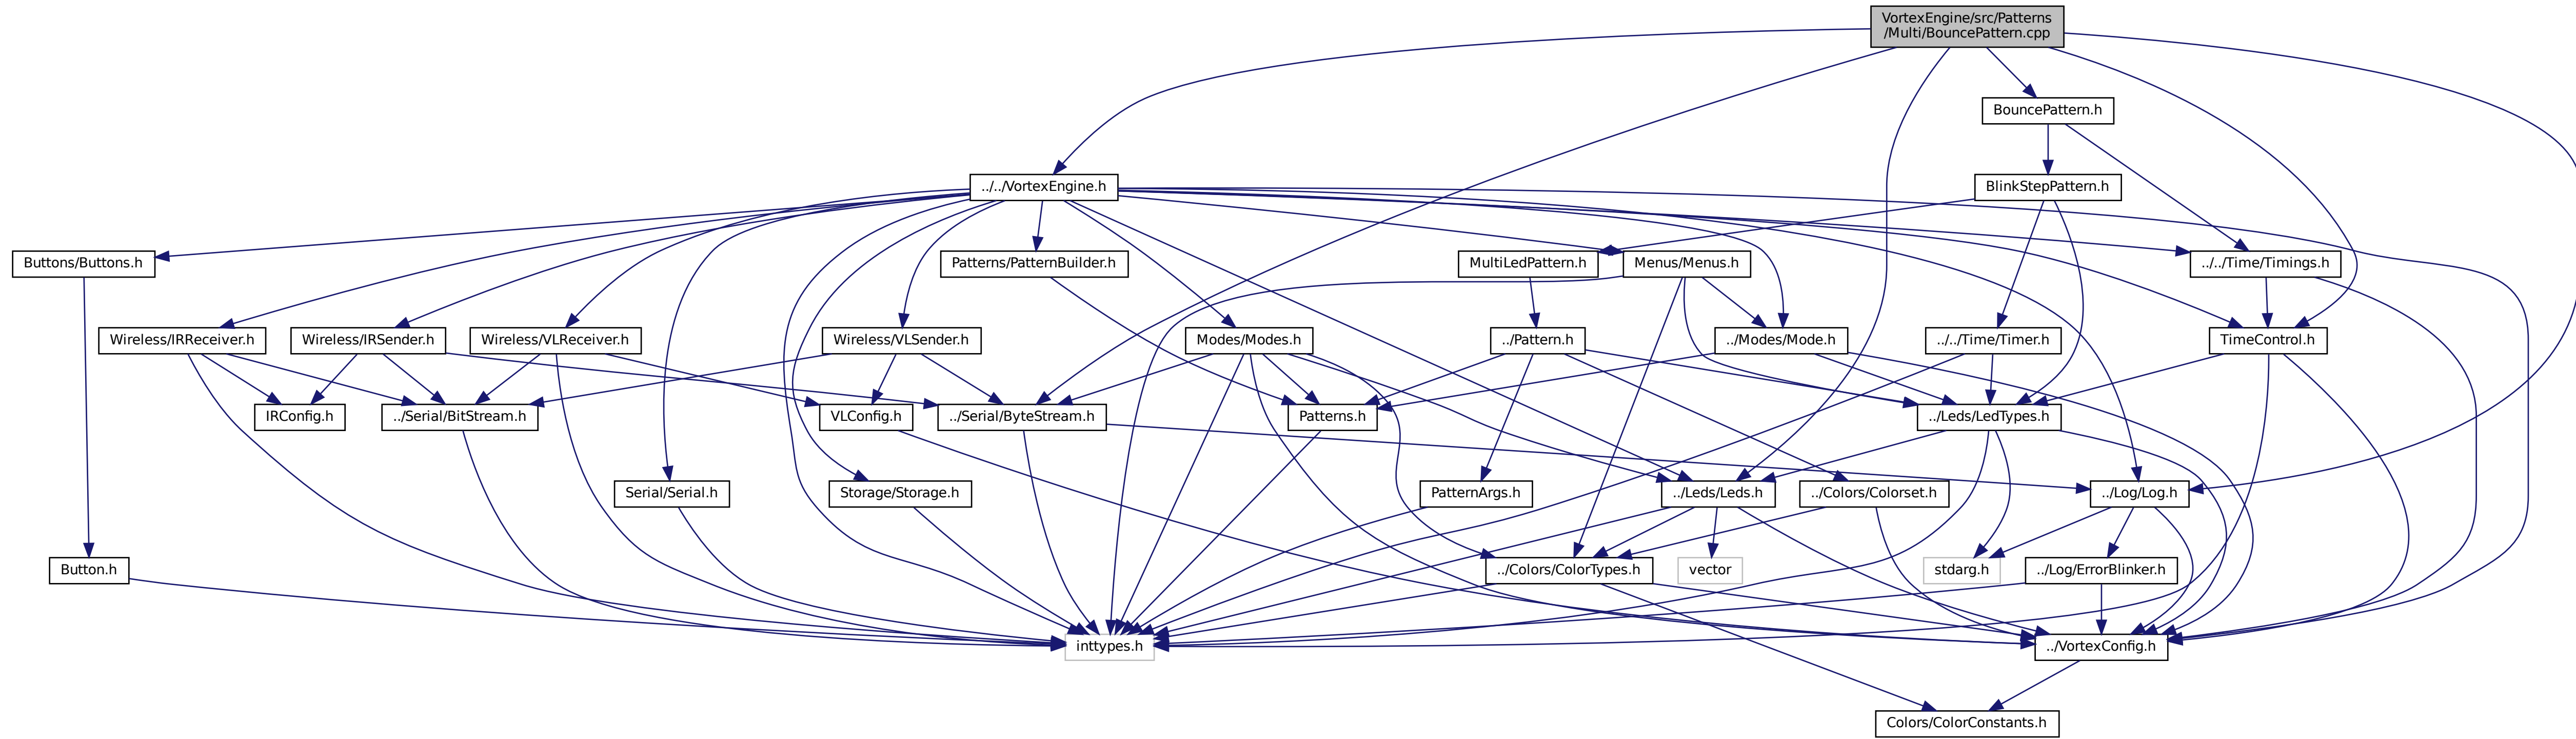 VortexEngine/src/Patterns
/Multi/BouncePattern.cpp
BouncePattern.h
../../VortexEngine.h
BlinkStepPattern.h
Buttons/Buttons.h
Patterns/PatternBuilder.h
MultiLedPattern.h
Menus/Menus.h
../../Time/Timings.h
Wireless/IRReceiver.h
Wireless/IRSender.h
Wireless/VLReceiver.h
Wireless/VLSender.h
Modes/Modes.h
../Pattern.h
../Modes/Mode.h
../../Time/Timer.h
TimeControl.h
IRConfig.h
../Serial/BitStream.h
VLConfig.h
../Serial/ByteStream.h
Patterns.h
../Leds/LedTypes.h
Serial/Serial.h
Storage/Storage.h
PatternArgs.h
../Leds/Leds.h
../Colors/Colorset.h
../Log/Log.h
Button.h
../Colors/ColorTypes.h
vector
stdarg.h
../Log/ErrorBlinker.h
inttypes.h
../VortexConfig.h
Colors/ColorConstants.h